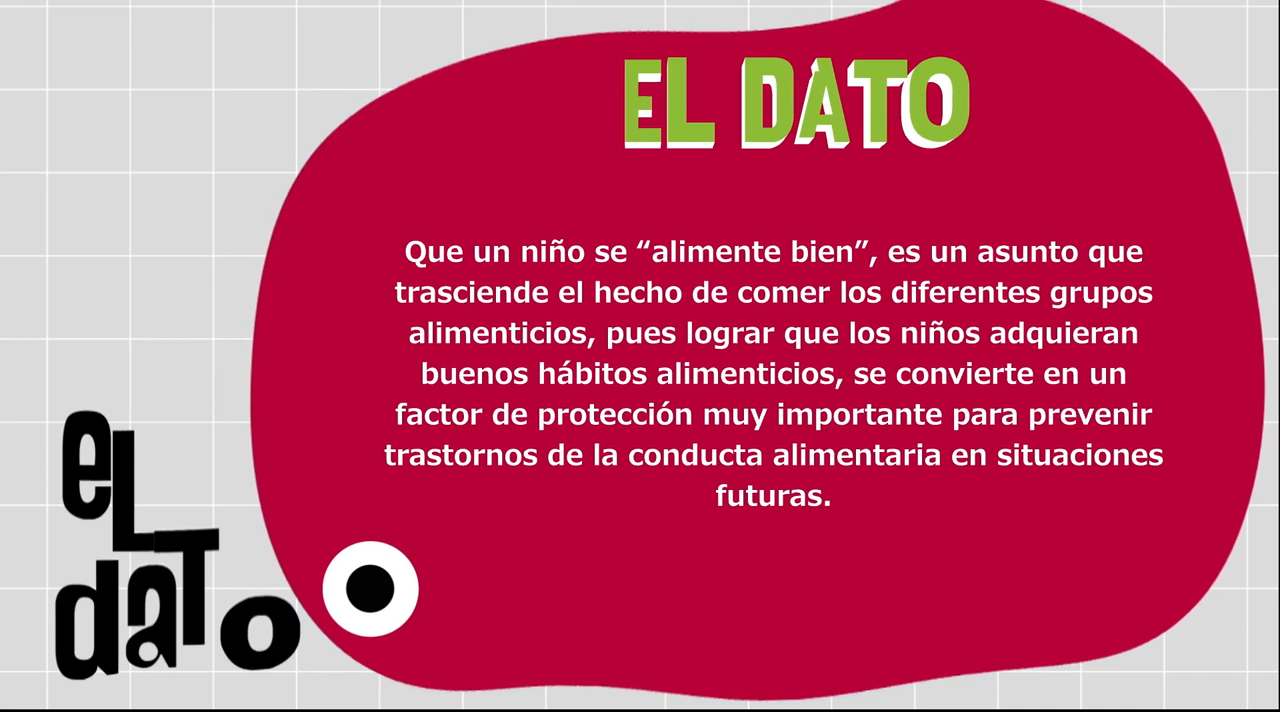 EL DATO
Que un niño se “alimente bien”, es un asunto que
trasciende el hecho de comer los diferentes grupos
alimenticios, pues lograr que los niños adquieran
buenos hábitos alimenticios, se convierte en un
factor de protección muy importante para prevenir
trastornos de la conducta alimentaria en situaciones
futuras.
eL
daTo